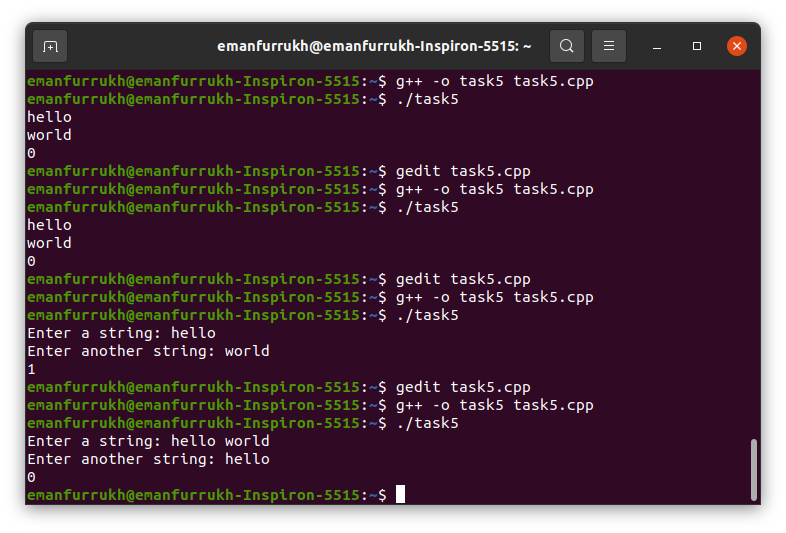 emanfurrukh@emanfurrukh-Inspiron-5515: ~
emanfurrukh@emanfurrukh-Inspiron-5515:~$ g++ -o task5 task5.cpp
emanfurrukh@emanfurrukh-Inspiron-5515:~$ ./task5
hello
world
0
emanfurrukh@emanfurrukh-Inspiron-5515:~$ gedit task5.cpp
emanfurrukh@emanfurrukh-Inspiron-5515:~$ g++ -o task5 task5.cpp
emanfurrukh@emanfurrukh-Inspiron-5515:~$ ./task5
hello
world
0
emanfurrukh@emanfurrukh-Inspiron-5515:~$ gedit task5.cpp
emanfurrukh@emanfurrukh-Inspiron-5515:~$ g++ -o task5 task5.cpp
emanfurrukh@emanfurrukh-Inspiron-5515:~$ ./task5
Enter a string: hello
Enter another string: world
1
emanfurrukh@emanfurrukh-Inspiron-5515:~$ gedit task5.cpp
emanfurrukh@emanfurrukh-Inspiron-5515:~$ g++ -o task5 task5.cpp
emanfurrukh@emanfurrukh-Inspiron-5515:~$ ./task5
Enter a string: hello world
Enter another string: hello
0
emanfurrukh@emanfurrukh-Inspiron-5515:~$